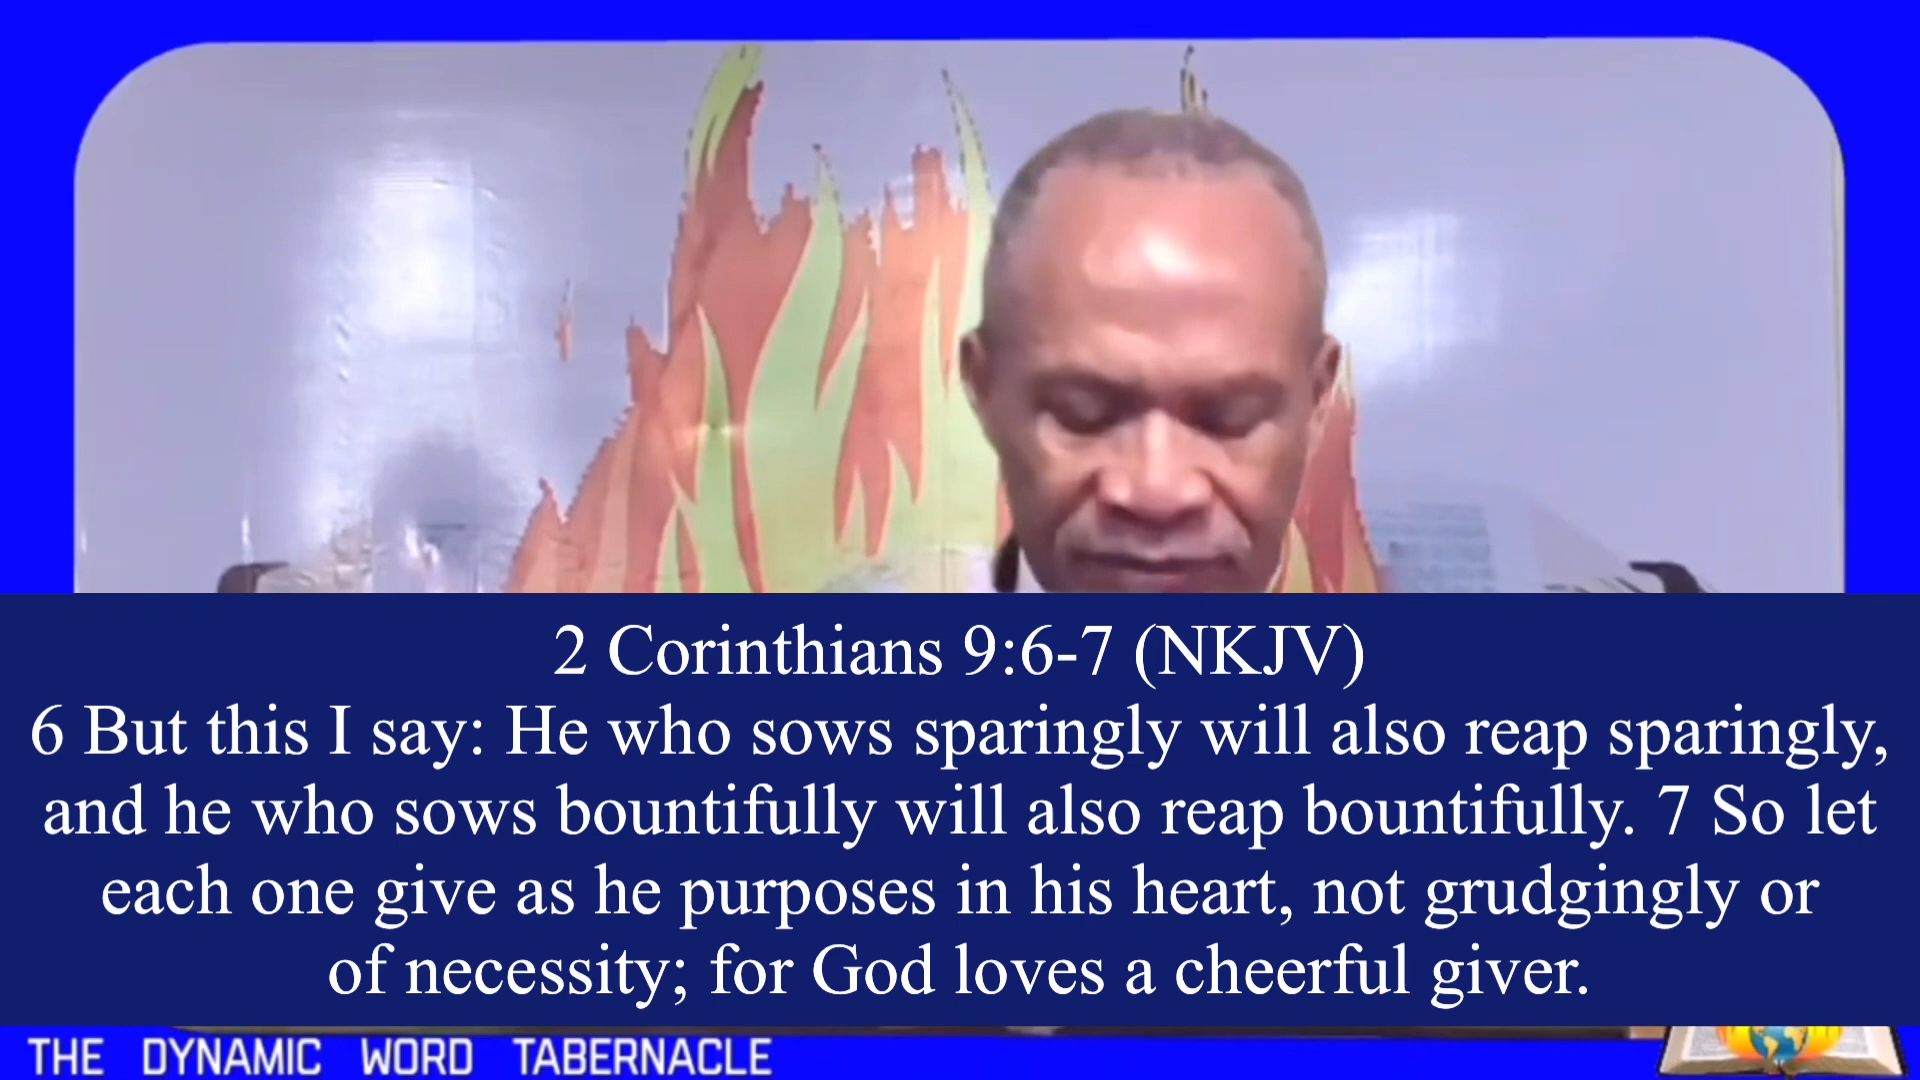 2 Corinthians 9:6-7 (NKJV)
6 But this I say: He who sows sparingly will also reap sparingly,
and he who sows bountifully will also reap bountifully. 7 So let
each one give as he purposes in his heart, not grudgingly or
of necessity; for God loves a cheerful giver.
THE DYNAMIC WORD TABERNACLE